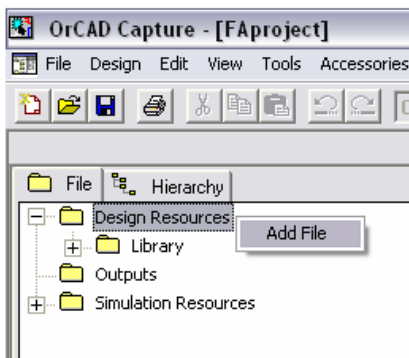 OrCAD Capture - [FAproject]
File Design Edit View Tools Accessories
File Hierarchy
Design Resources
Add File
Library
Outputs
Simulation Resources